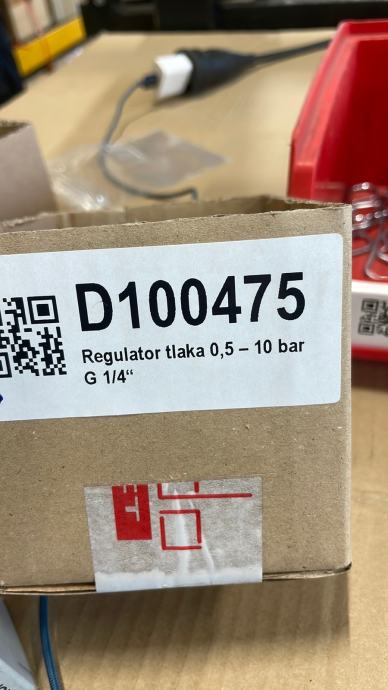 D100475
Regulator tlaka 0,5 – 10 bar
G 1/4“